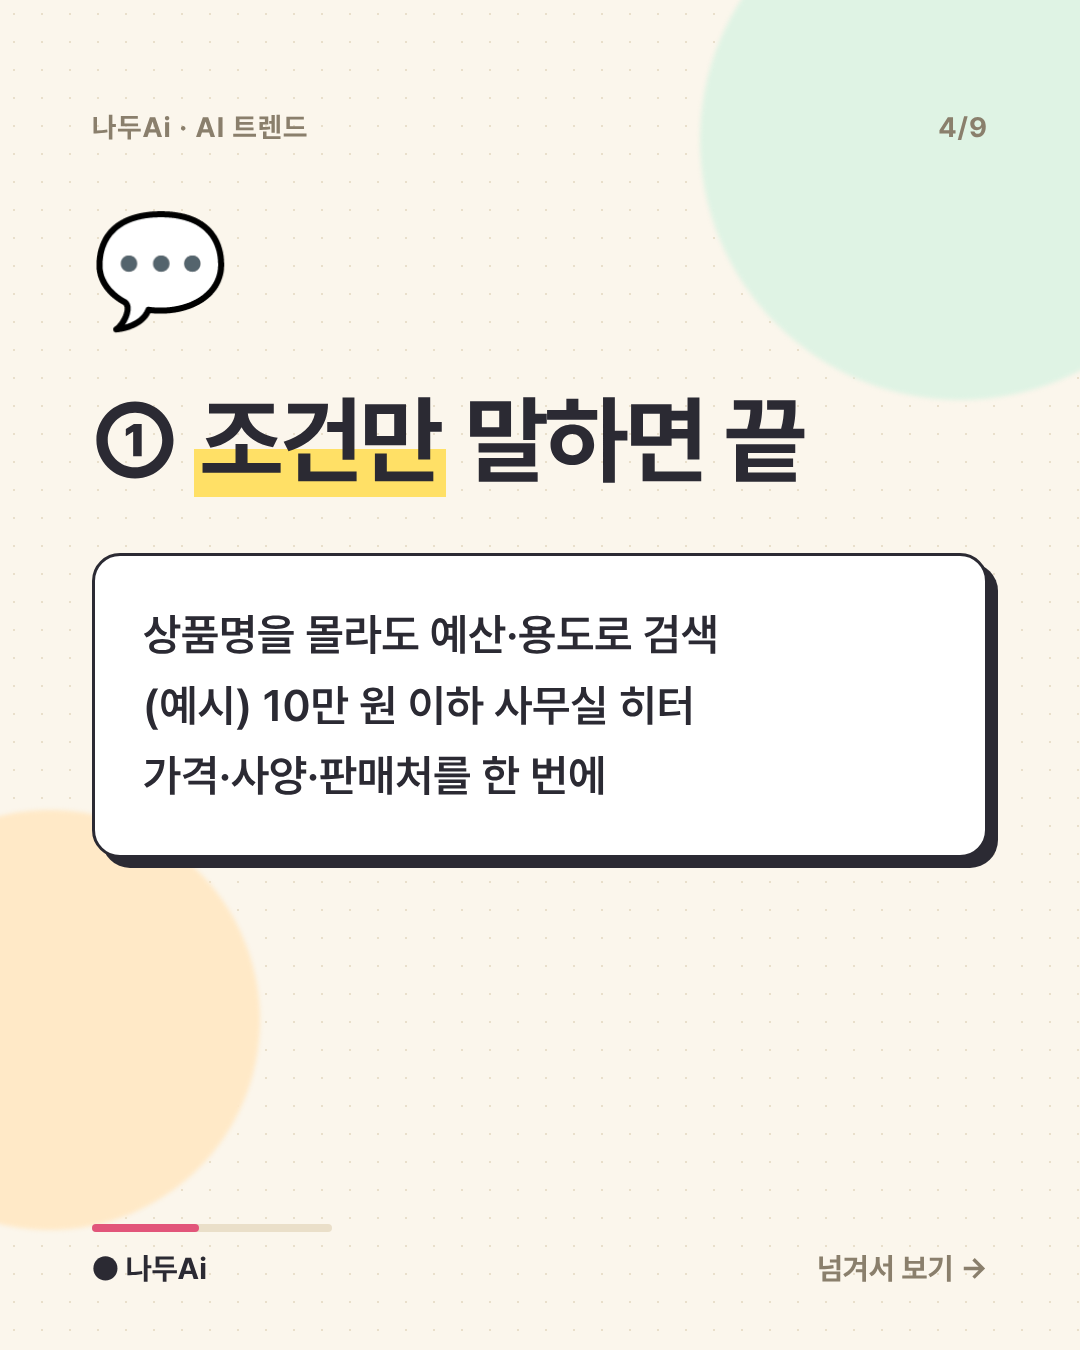 나두Ai · AI 트렌드
4/9
① 조건만 말하면 끝
상품명을 몰라도 예산·용도로 검색
(예시) 10만 원 이하 사무실 히터
가격·사양·판매처를 한 번에
● 나두Ai
넘겨서 보기 →